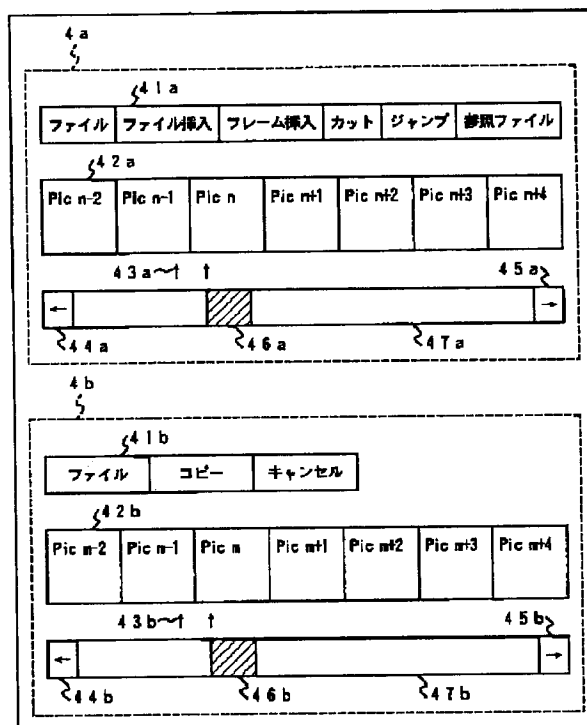 4a
41a
ファイル ファイル挿入 フレーム挿入 カット ジャンプ 参照ファイル
42a
Pic n-2 Pic n-1 Pic n Pic n+1 Pic n+2 Pic n+3 Pic n+4
43a ↑ ↑ 45a
← →
44a 46a 47a
4b
41b
ファイル コピー キャンセル
42b
Pic m-2 Pic m-1 Pic m Pic m+1 Pic m+2 Pic m+3 Pic m+4
43b ↑ ↑ 45b
← →
44b 46b 47b